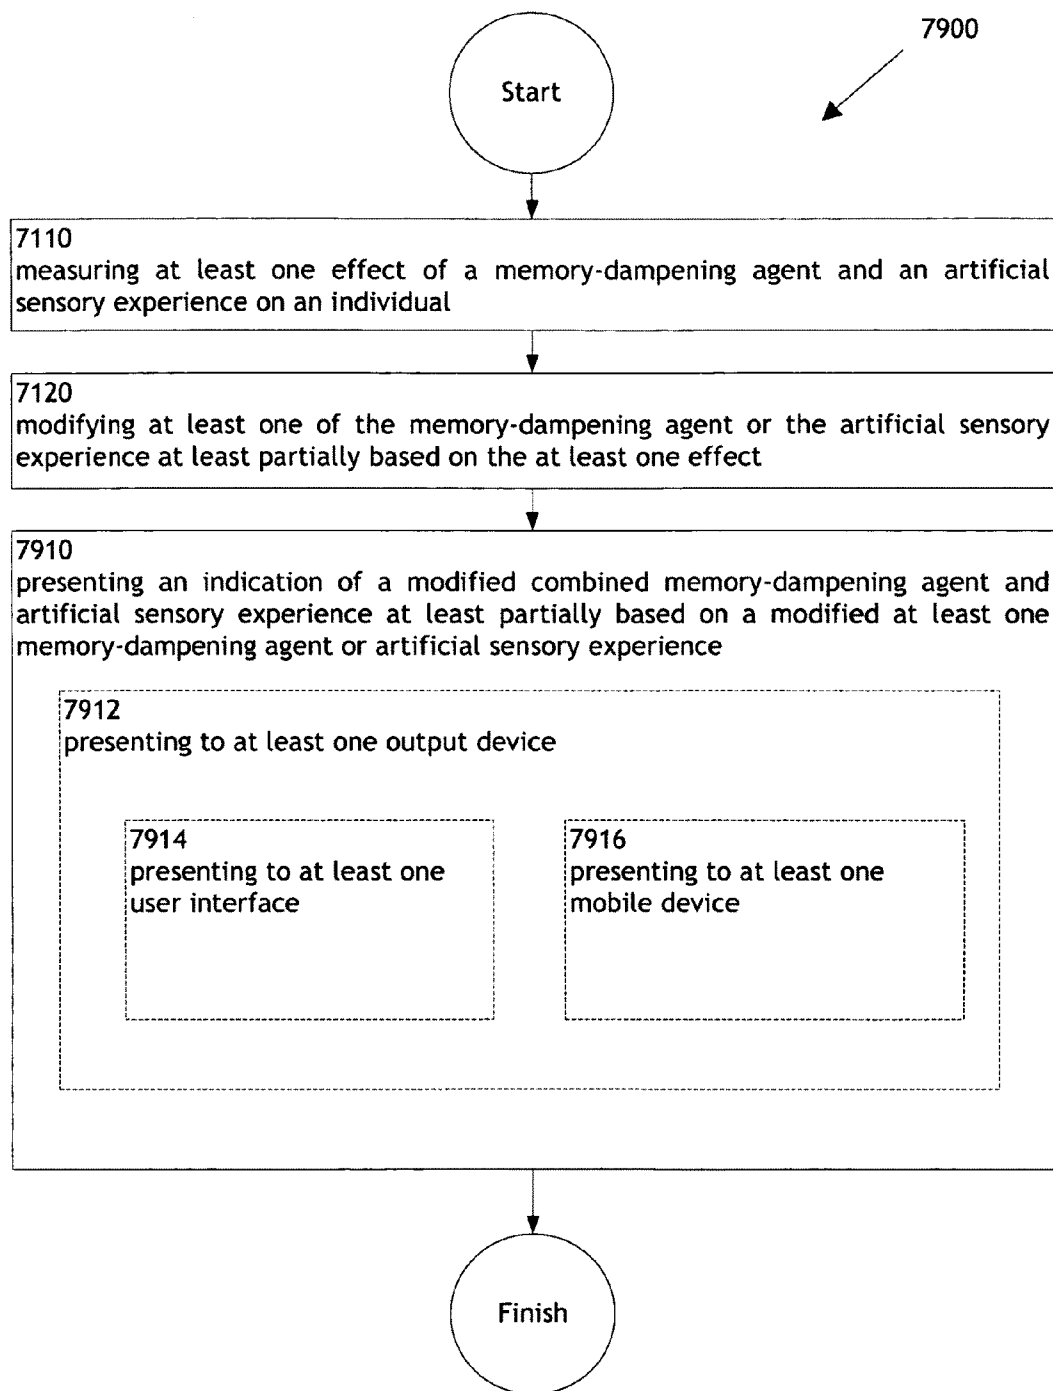 7900
Start
7110
measuring at least one effect of a memory-dampening agent and an artificial
sensory experience on an individual
7120
modifying at least one of the memory-dampening agent or the artificial sensory
experience at least partially based on the at least one effect
7910
presenting an indication of a modified combined memory-dampening agent and
artificial sensory experience at least partially based on a modified at least one
memory-dampening agent or artificial sensory experience
7912
presenting to at least one output device
7914
presenting to at least one
user interface
7916
presenting to at least one
mobile device
Finish